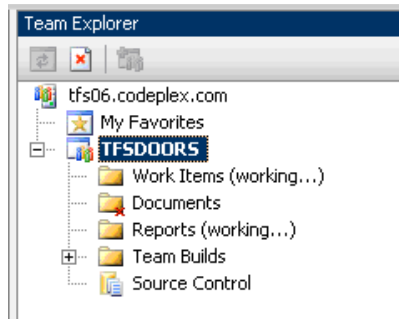 Team Explorer
tfs06.codeplex.com
My Favorites
TFSDOORS
Work Items (working...)
Documents
Reports (working...)
Team Builds
Source Control